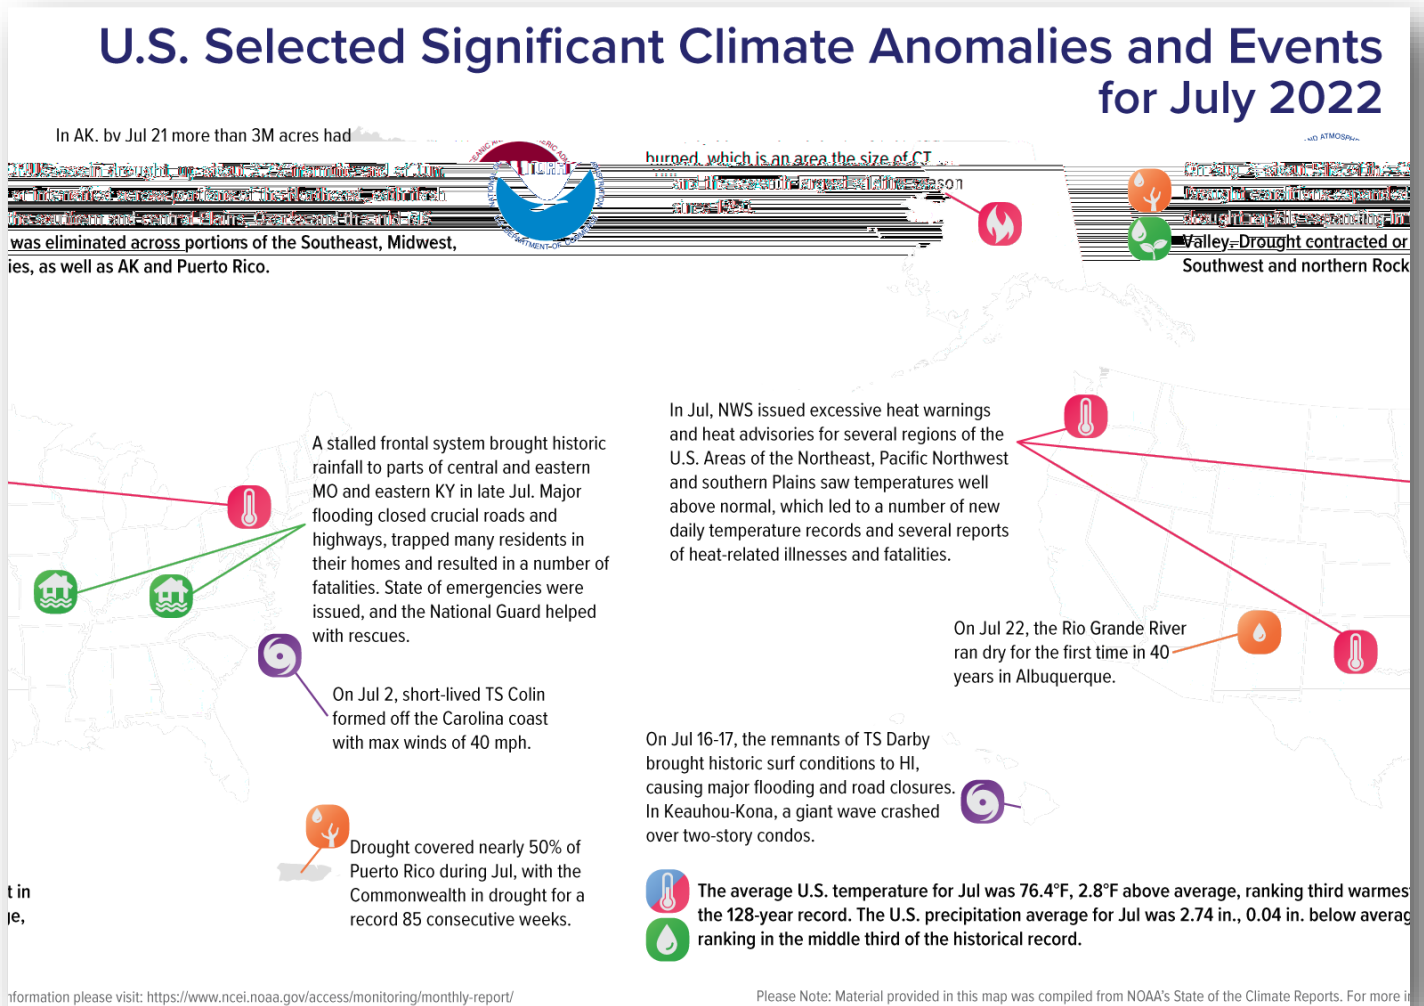 U.S. Selected Significant Climate Anomalies and Events
for July 2022
In AK, by Jul 21 more than 3M acres had
ND ATMOSPH
burned, which is an area the size of CT
season
was eliminated across portions of the Southeast, Midwest,
ies, as well as AK and Puerto Rico.
Valley. Drought contracted or
Southwest and northern Rock
In Jul, NWS issued excessive heat warnings
and heat advisories for several regions of the
U.S. Areas of the Northeast, Pacific Northwest
and southern Plains saw temperatures well
above normal, which led to a number of new
daily temperature records and several reports
of heat-related illnesses and fatalities.
A stalled frontal system brought historic
rainfall to parts of central and eastern
MO and eastern KY in late Jul. Major
flooding closed crucial roads and
highways, trapped many residents in
their homes and resulted in a number of
fatalities. State of emergencies were
issued, and the National Guard helped
with rescues.
On Jul 22, the Rio Grande River
ran dry for the first time in 40
years in Albuquerque.
On Jul 2, short-lived TS Colin
formed off the Carolina coast
with max winds of 40 mph.
On Jul 16-17, the remnants of TS Darby
brought historic surf conditions to HI,
causing major flooding and road closures.
In Keauhou-Kona, a giant wave crashed
over two-story condos.
Drought covered nearly 50% of
Puerto Rico during Jul, with the
Commonwealth in drought for a
record 85 consecutive weeks.
t in
ge,
The average U.S. temperature for Jul was 76.4°F, 2.8°F above average, ranking third warmes
the 128-year record. The U.S. precipitation average for Jul was 2.74 in., 0.04 in. below averag
ranking in the middle third of the historical record.
nformation please visit: https://www.ncei.noaa.gov/access/monitoring/monthly-report/
Please Note: Material provided in this map was compiled from NOAA's State of the Climate Reports. For more i